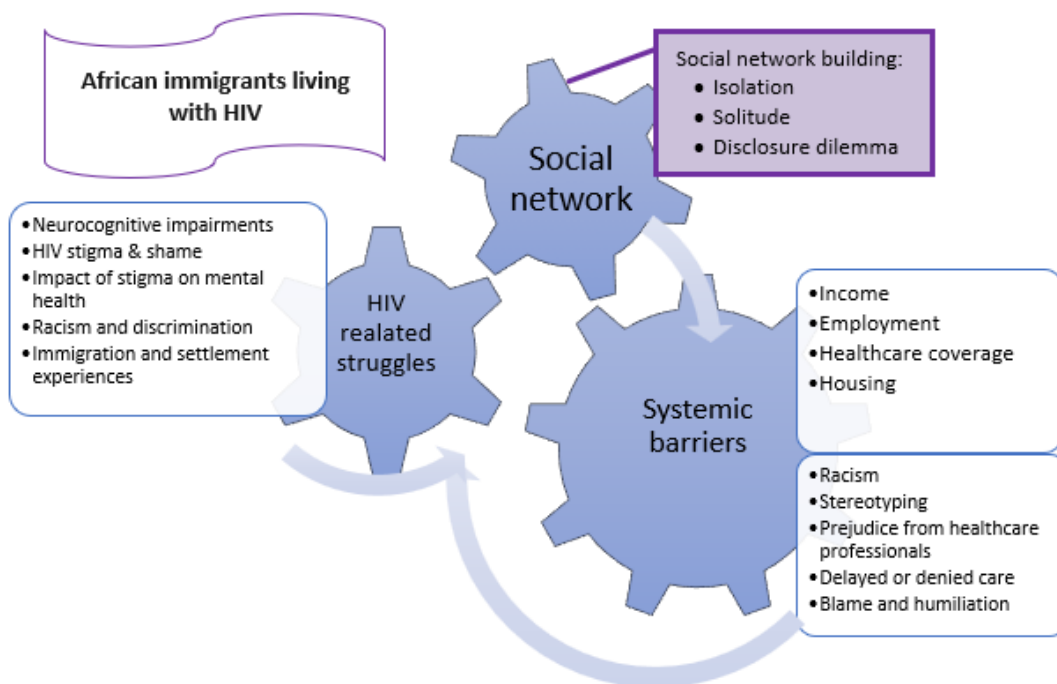 African immigrants living
with HIV
Social network building:
• Isolation
• Solitude
• Disclosure dilemma
Social
network
•Neurocognitive impairments
•HIV stigma & shame
•Impact of stigma on mental
health
•Racism and discrimination
•Immigration and settlement
experiences
HIV
realated
struggles
•Income
•Employment
•Healthcare coverage
•Housing
Systemic
barriers
•Racism
•Stereotyping
•Prejudice from healthcare
professionals
•Delayed or denied care
•Blame and humiliation